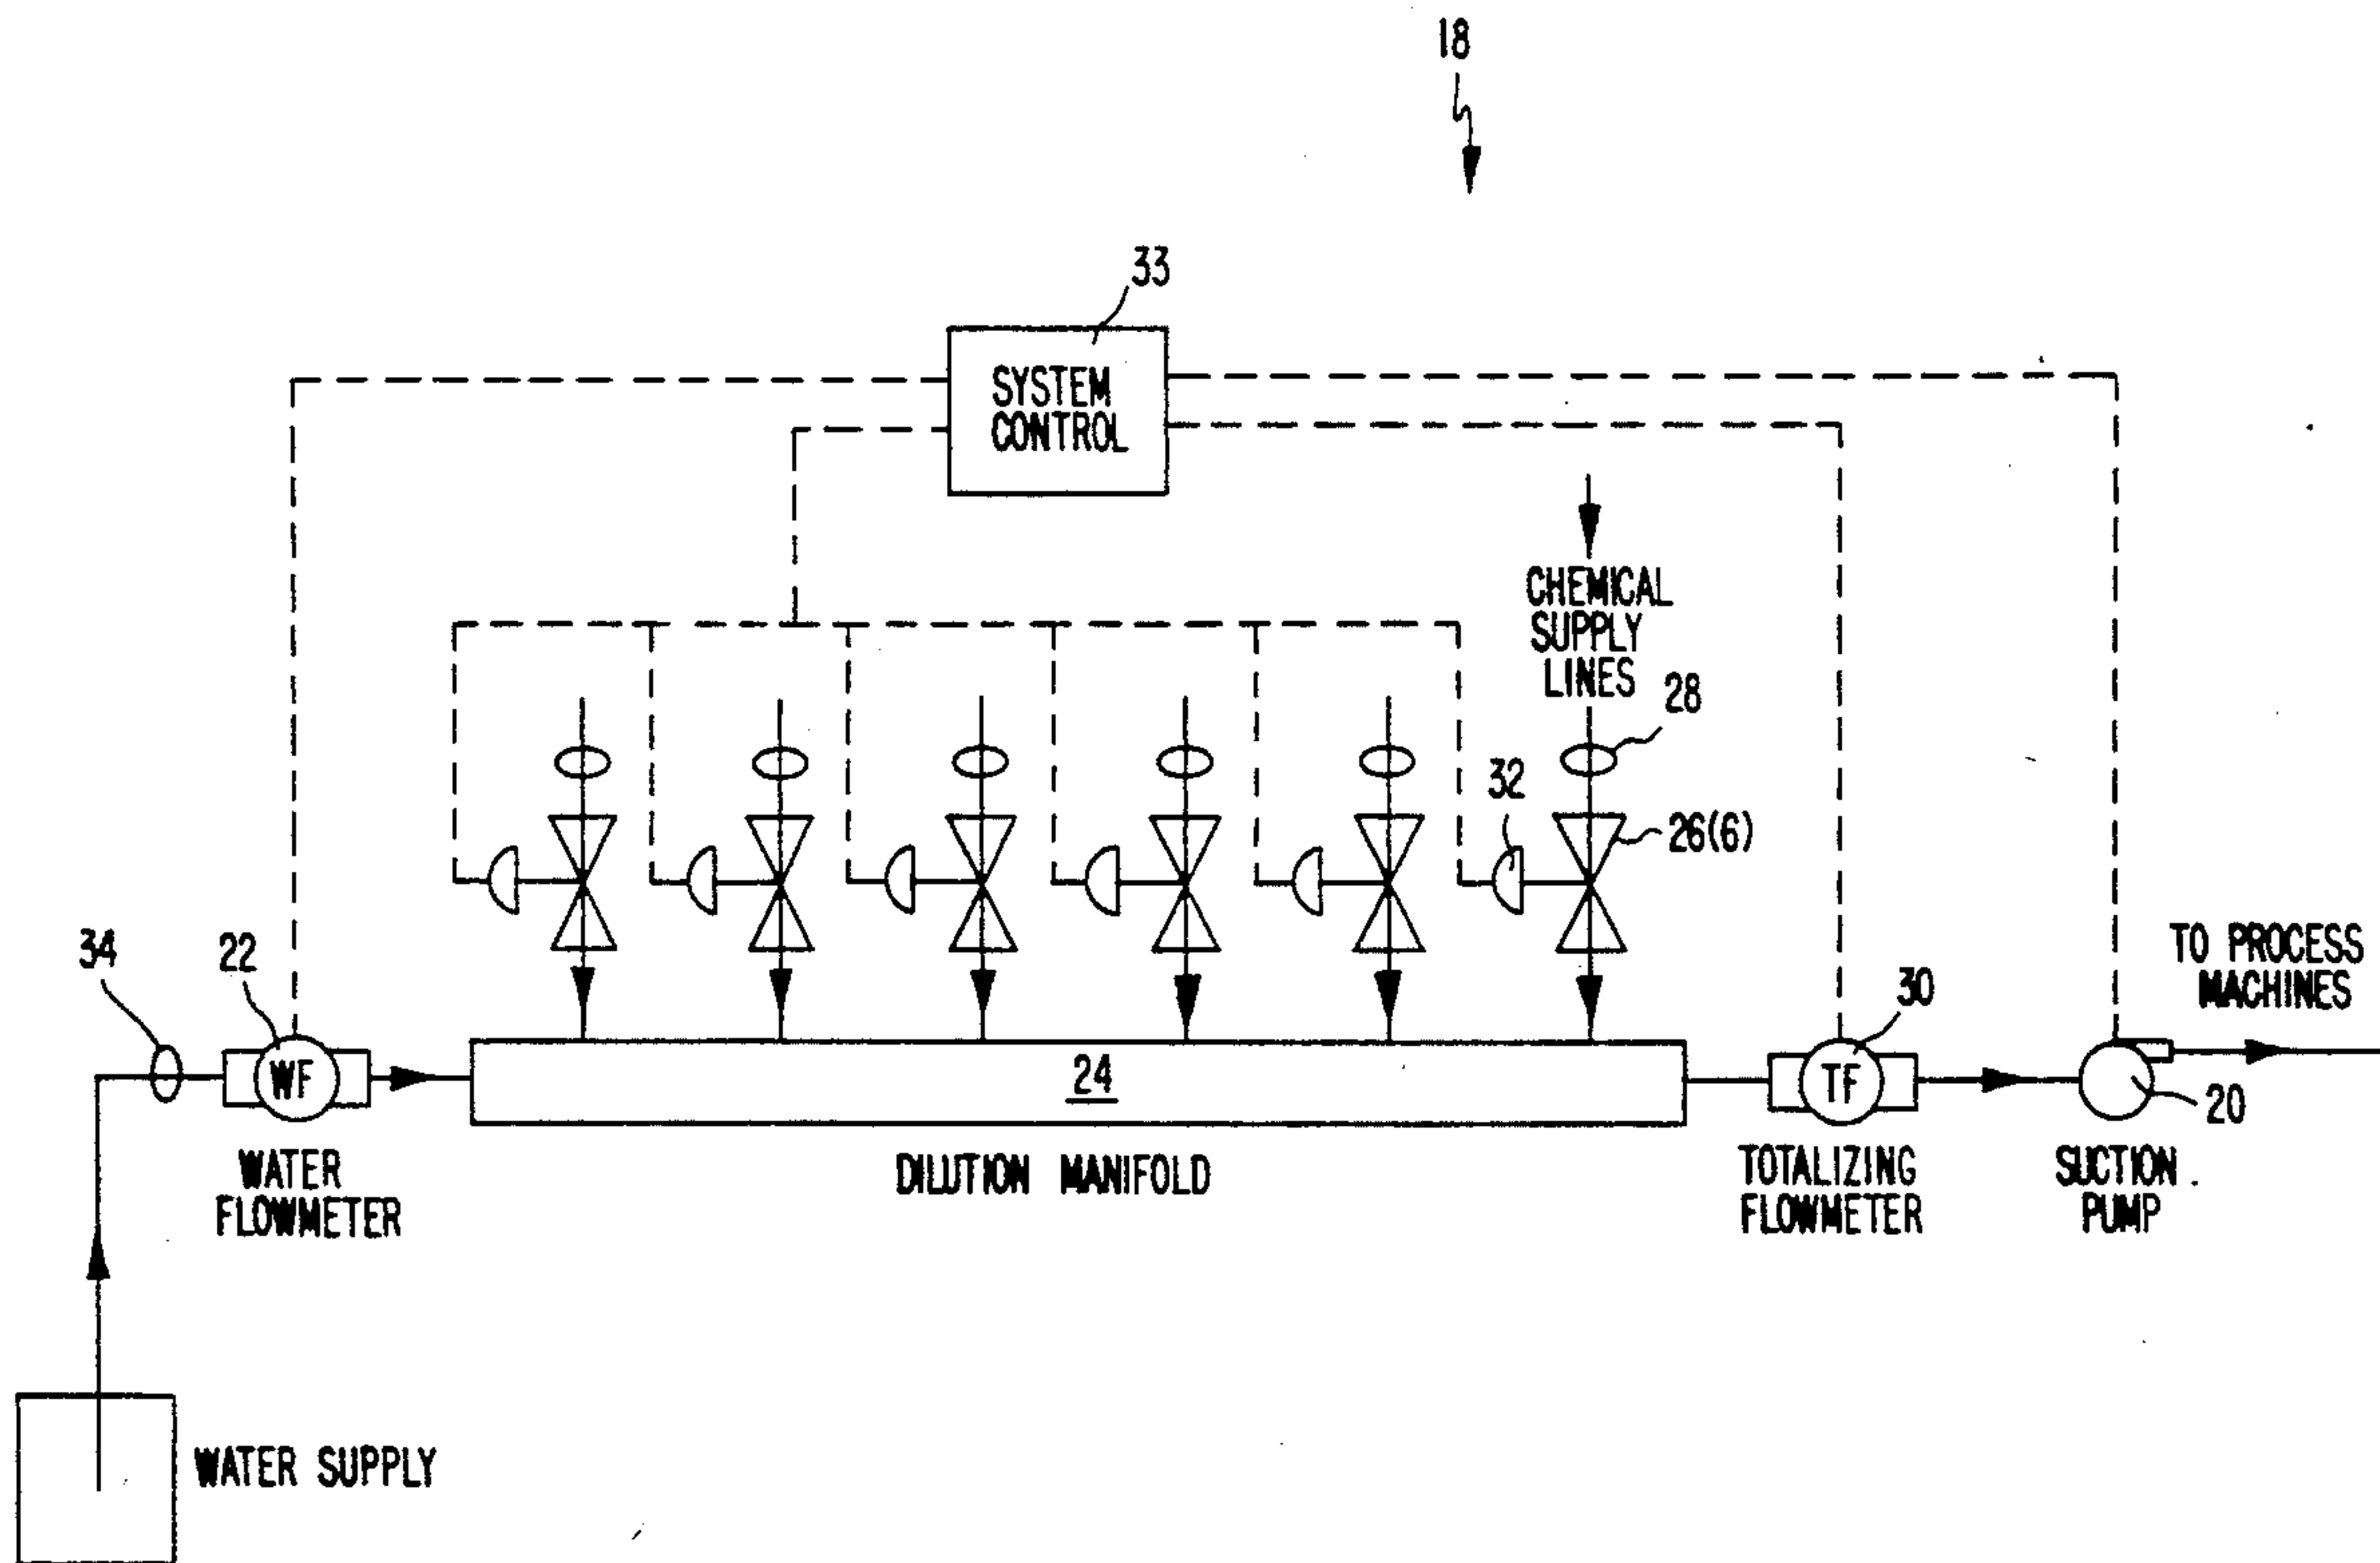 18
33
SYSTEM
CONTROL
CHEMICAL
SUPPLY
LINES
28
32
26(6)
34
22
WF
24
30
TF
TO PROCESS
MACHINES
20
WATER
FLOWMETER
DILUTION MANIFOLD
TOTALIZING
FLOWMETER
SUCTION
PUMP
WATER SUPPLY